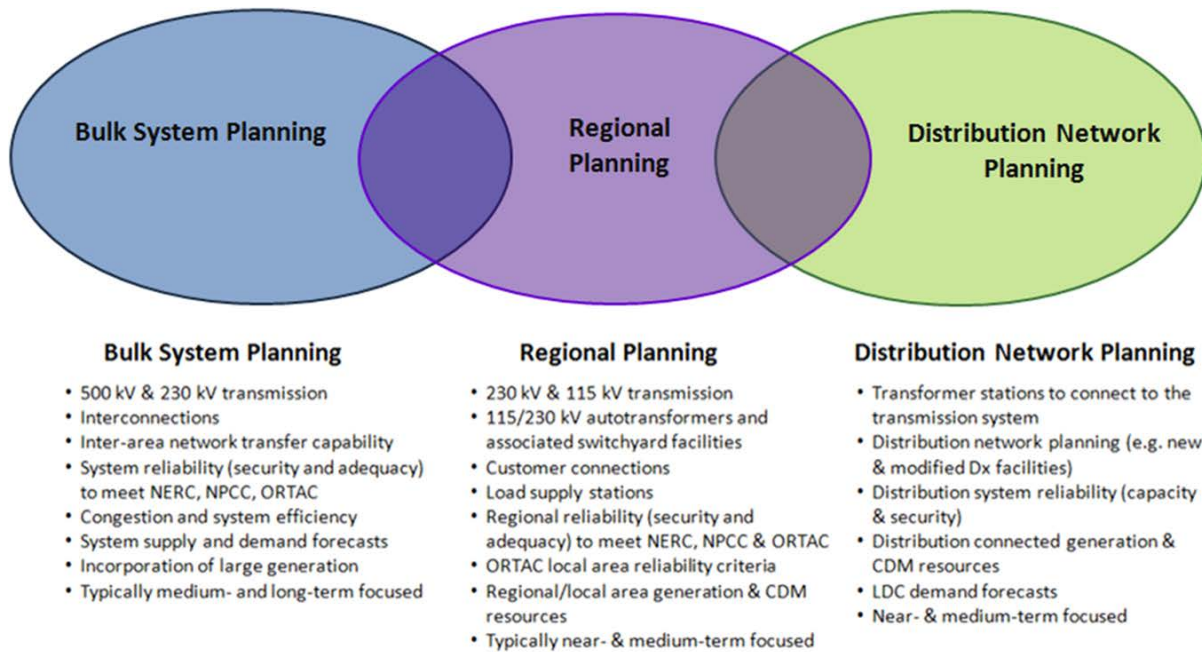 Bulk System Planning
Regional
Planning
Distribution Network
Planning
Bulk System Planning
• 500 kV & 230 kV transmission
• Interconnections
• Inter-area network transfer capability
• System reliability (security and adequacy)
to meet NERC, NPCC, ORTAC
• Congestion and system efficiency
• System supply and demand forecasts
• Incorporation of large generation
• Typically medium- and long-term focused
Regional Planning
• 230 kV & 115 kV transmission
• 115/230 kV autotransformers and
associated switchyard facilities
• Customer connections
• Load supply stations
• Regional reliability (security and
adequacy) to meet NERC, NPCC & ORTAC
• ORTAC local area reliability criteria
• Regional/local area generation & CDM
resources
• Typically near- & medium-term focused
Distribution Network Planning
• Transformer stations to connect to the
transmission system
• Distribution network planning (e.g. new
& modified Dx facilities)
• Distribution system reliability (capacity
& security)
• Distribution connected generation &
CDM resources
• LDC demand forecasts
• Near- & medium-term focused